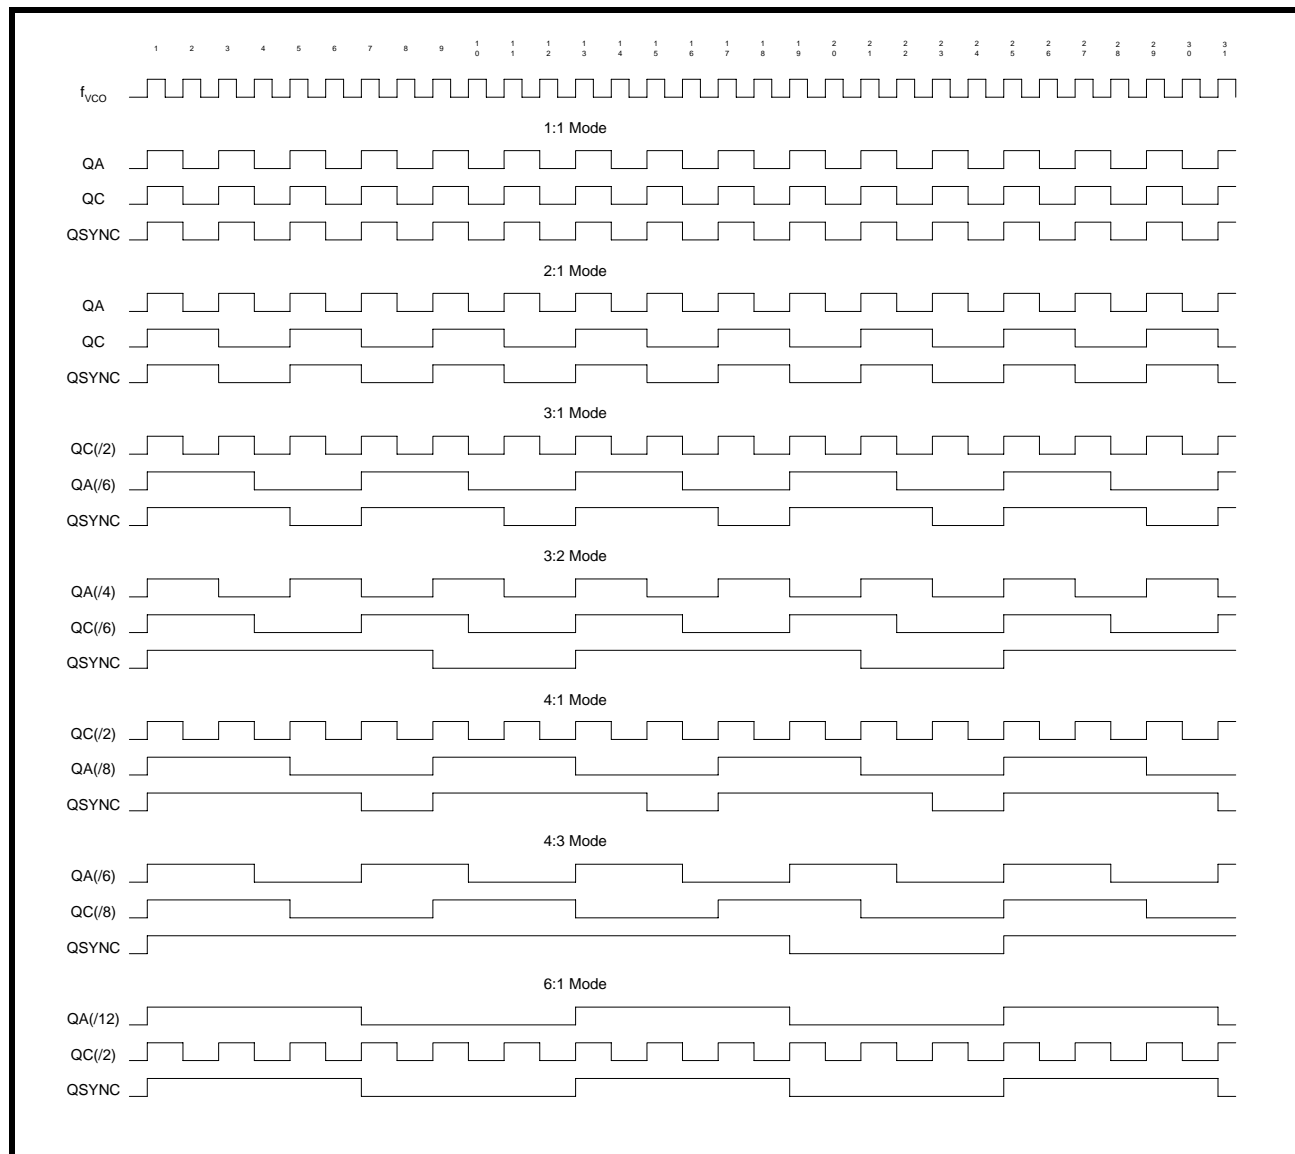 1 2 3 4 5 6 7 8 9 10 11 12 13 14 15 16 17 18 19 20 21 22 23 24 25 26 27 28 29 30 31
fVCO
1:1 Mode
QA
QC
QSYNC
2:1 Mode
QA
QC
QSYNC
3:1 Mode
QC(/2)
QA(/6)
QSYNC
3:2 Mode
QA(/4)
QC(/6)
QSYNC
4:1 Mode
QC(/2)
QA(/8)
QSYNC
4:3 Mode
QA(/6)
QC(/8)
QSYNC
6:1 Mode
QA(/12)
QC(/2)
QSYNC